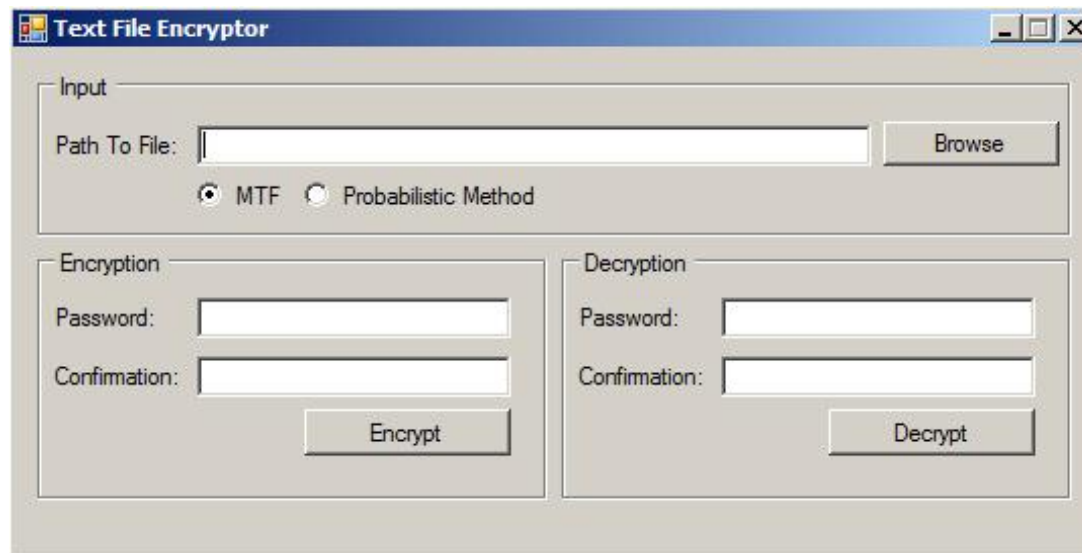 Text File Encryptor
Input
Path To File:
Browse
MTF
Probabilistic Method
Encryption
Password:
Confirmation:
Encrypt
Decryption
Password:
Confirmation:
Decrypt